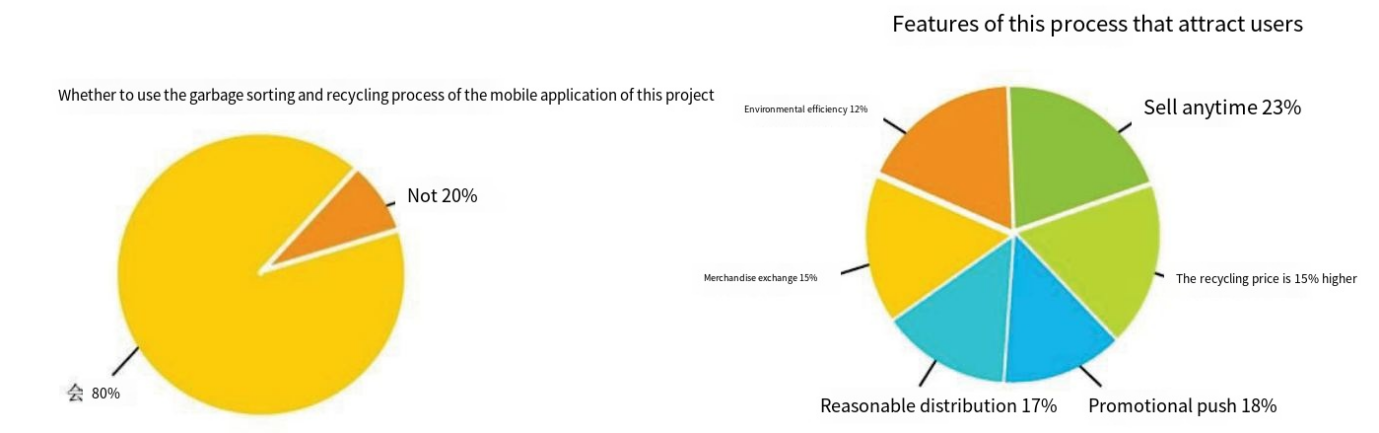 Features of this process that attract users
Whether to use the garbage sorting and recycling process of the mobile application of this project
Not 20%
会 80%
Environmental efficiency 12%
Sell anytime 23%
Merchandise exchange 15%
The recycling price is 15% higher
Reasonable distribution 17%
Promotional push 18%